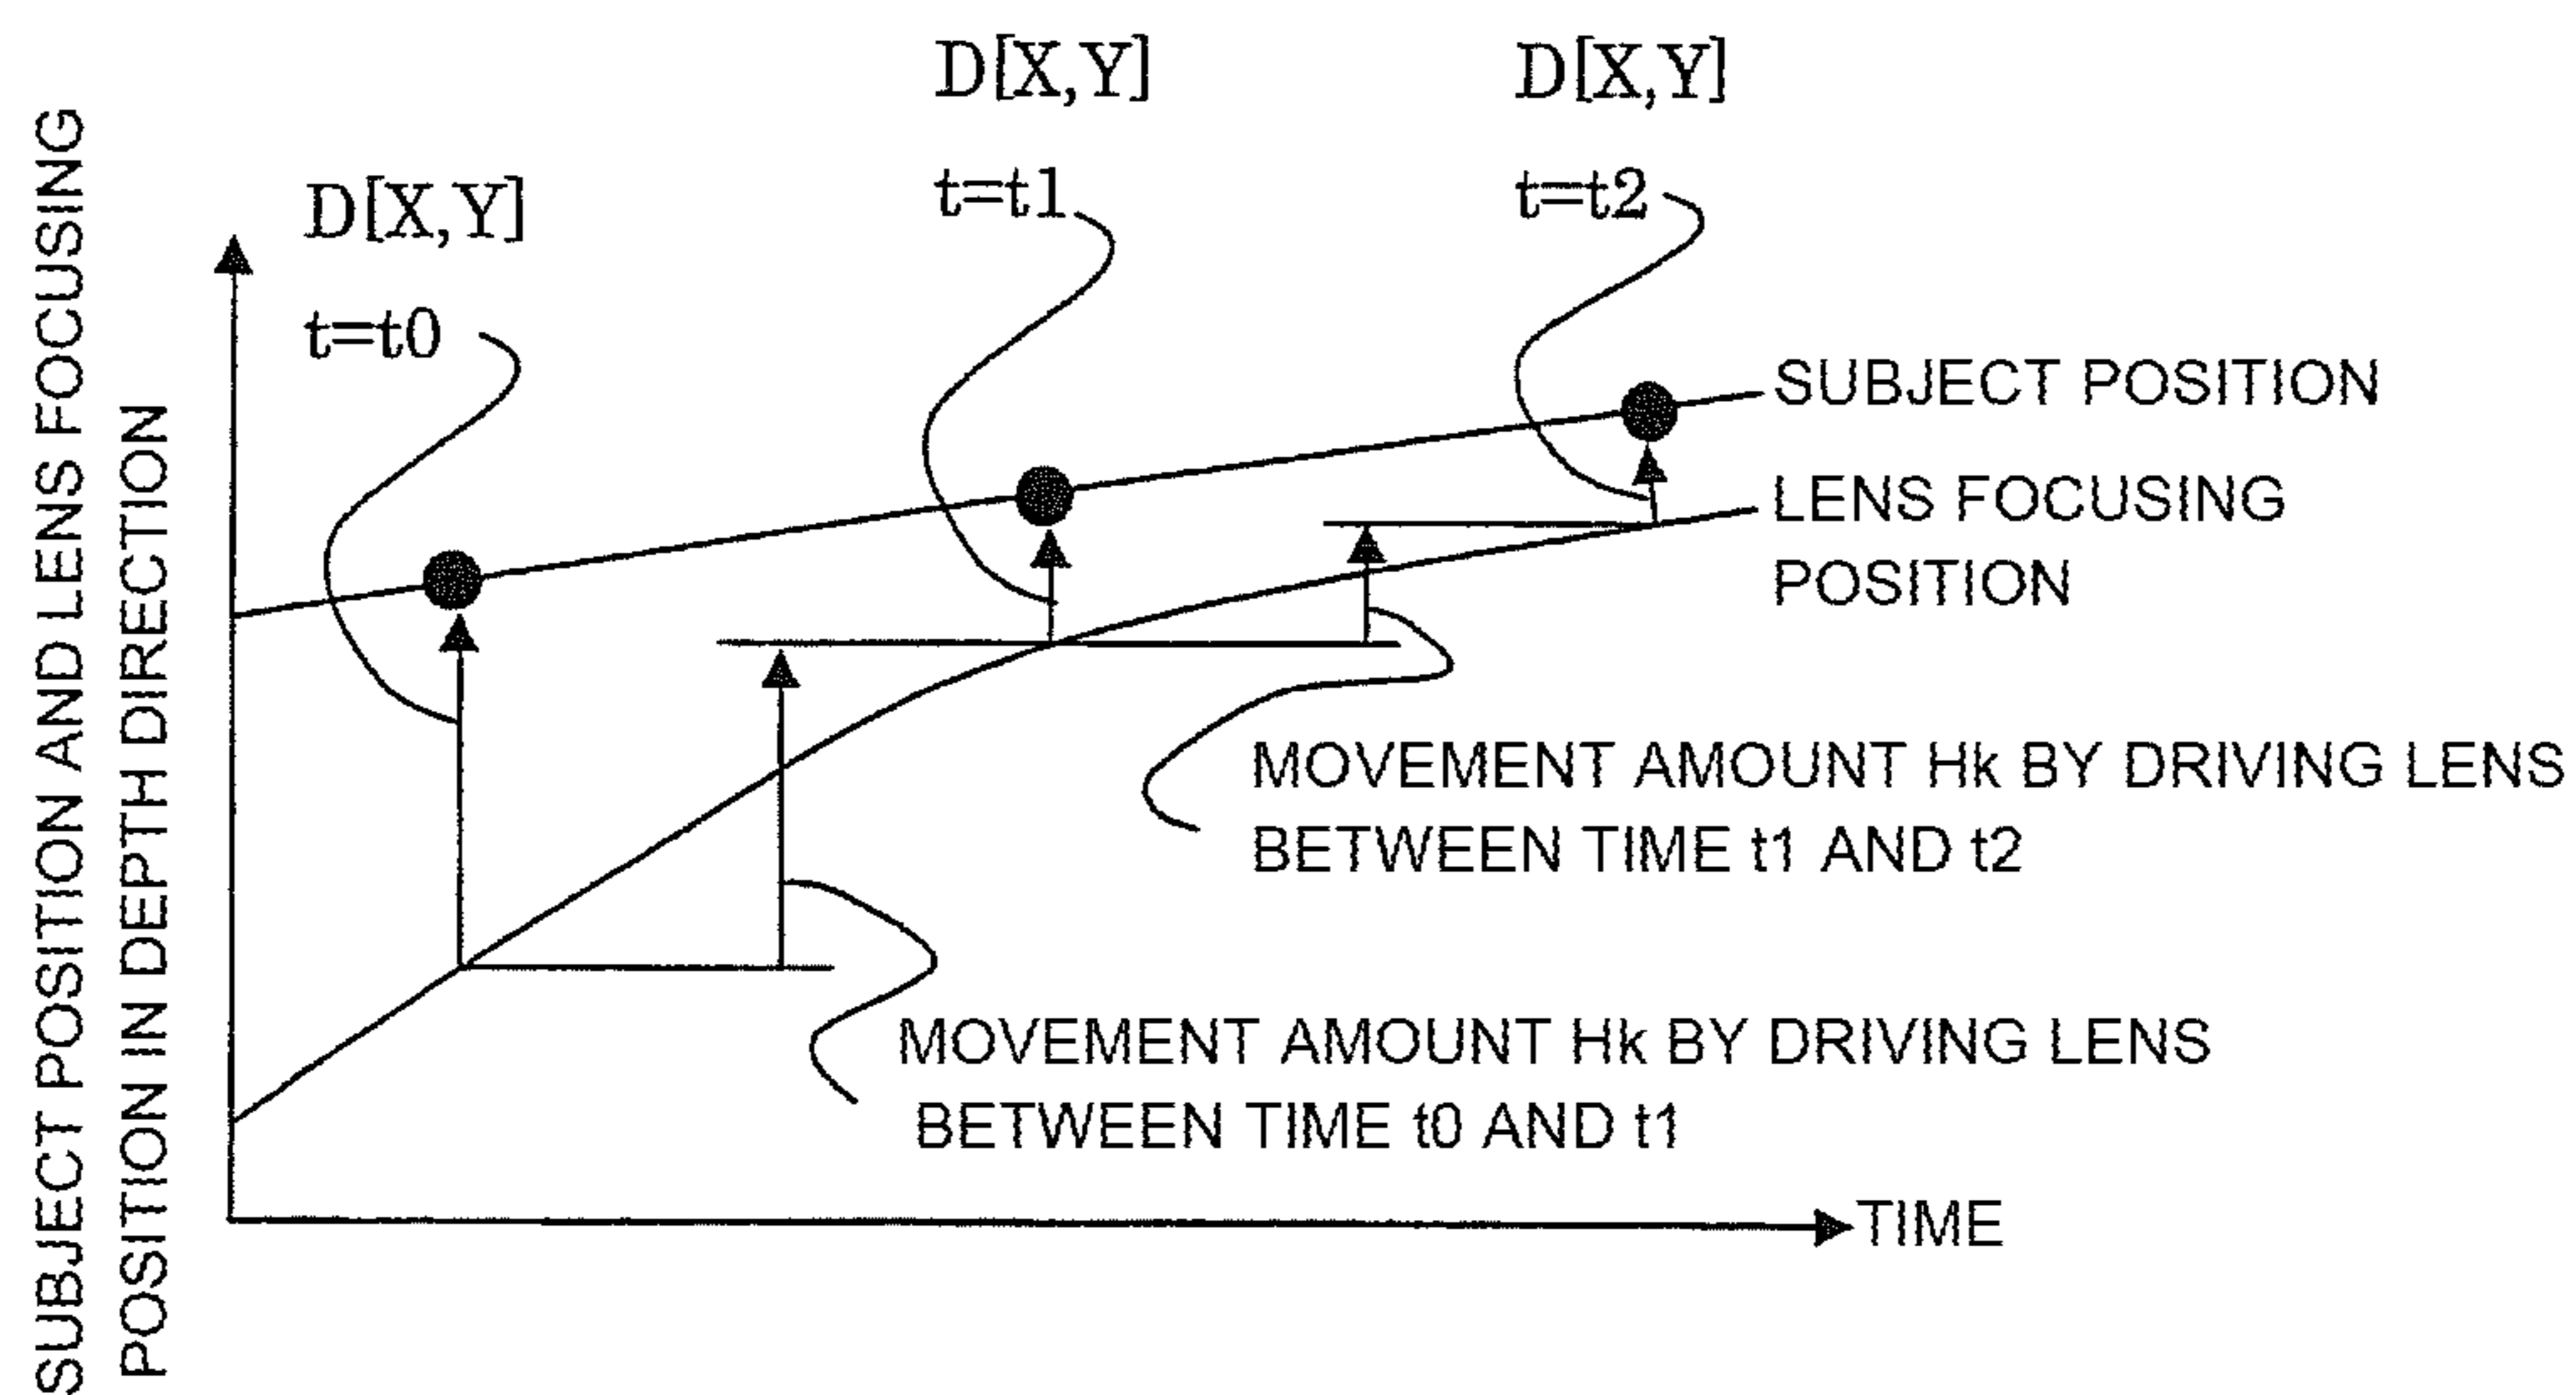 SUBJECT POSITION AND LENS FOCUSING
POSITION IN DEPTH DIRECTION
D[X,Y]
t=t0
D[X,Y]
t=t1
D[X,Y]
t=t2
SUBJECT POSITION
LENS FOCUSING
POSITION
MOVEMENT AMOUNT Hk BY DRIVING LENS
BETWEEN TIME t1 AND t2
MOVEMENT AMOUNT Hk BY DRIVING LENS
BETWEEN TIME t0 AND t1
TIME